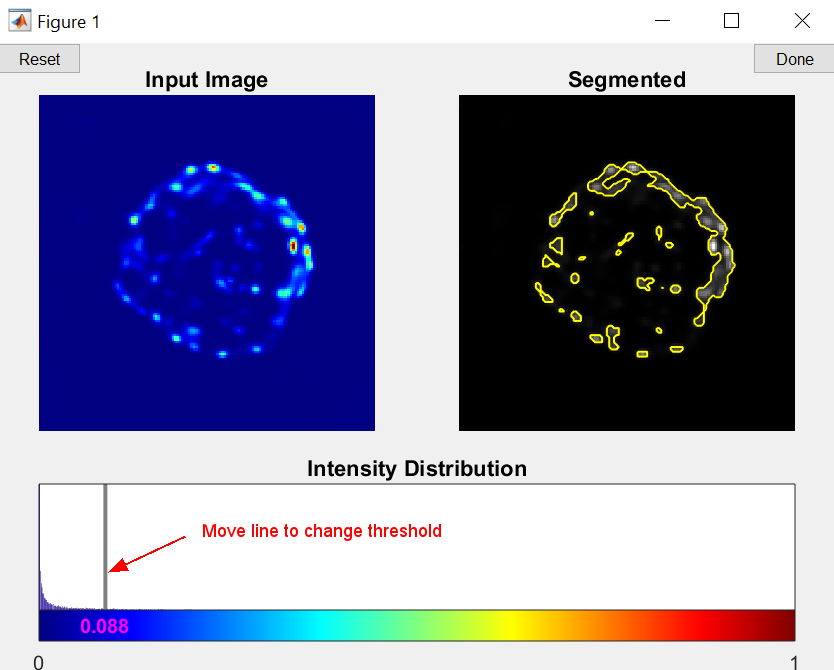 Figure 1
Reset
Done
Input Image
Segmented
Intensity Distribution
Move line to change threshold
0.088
0
1